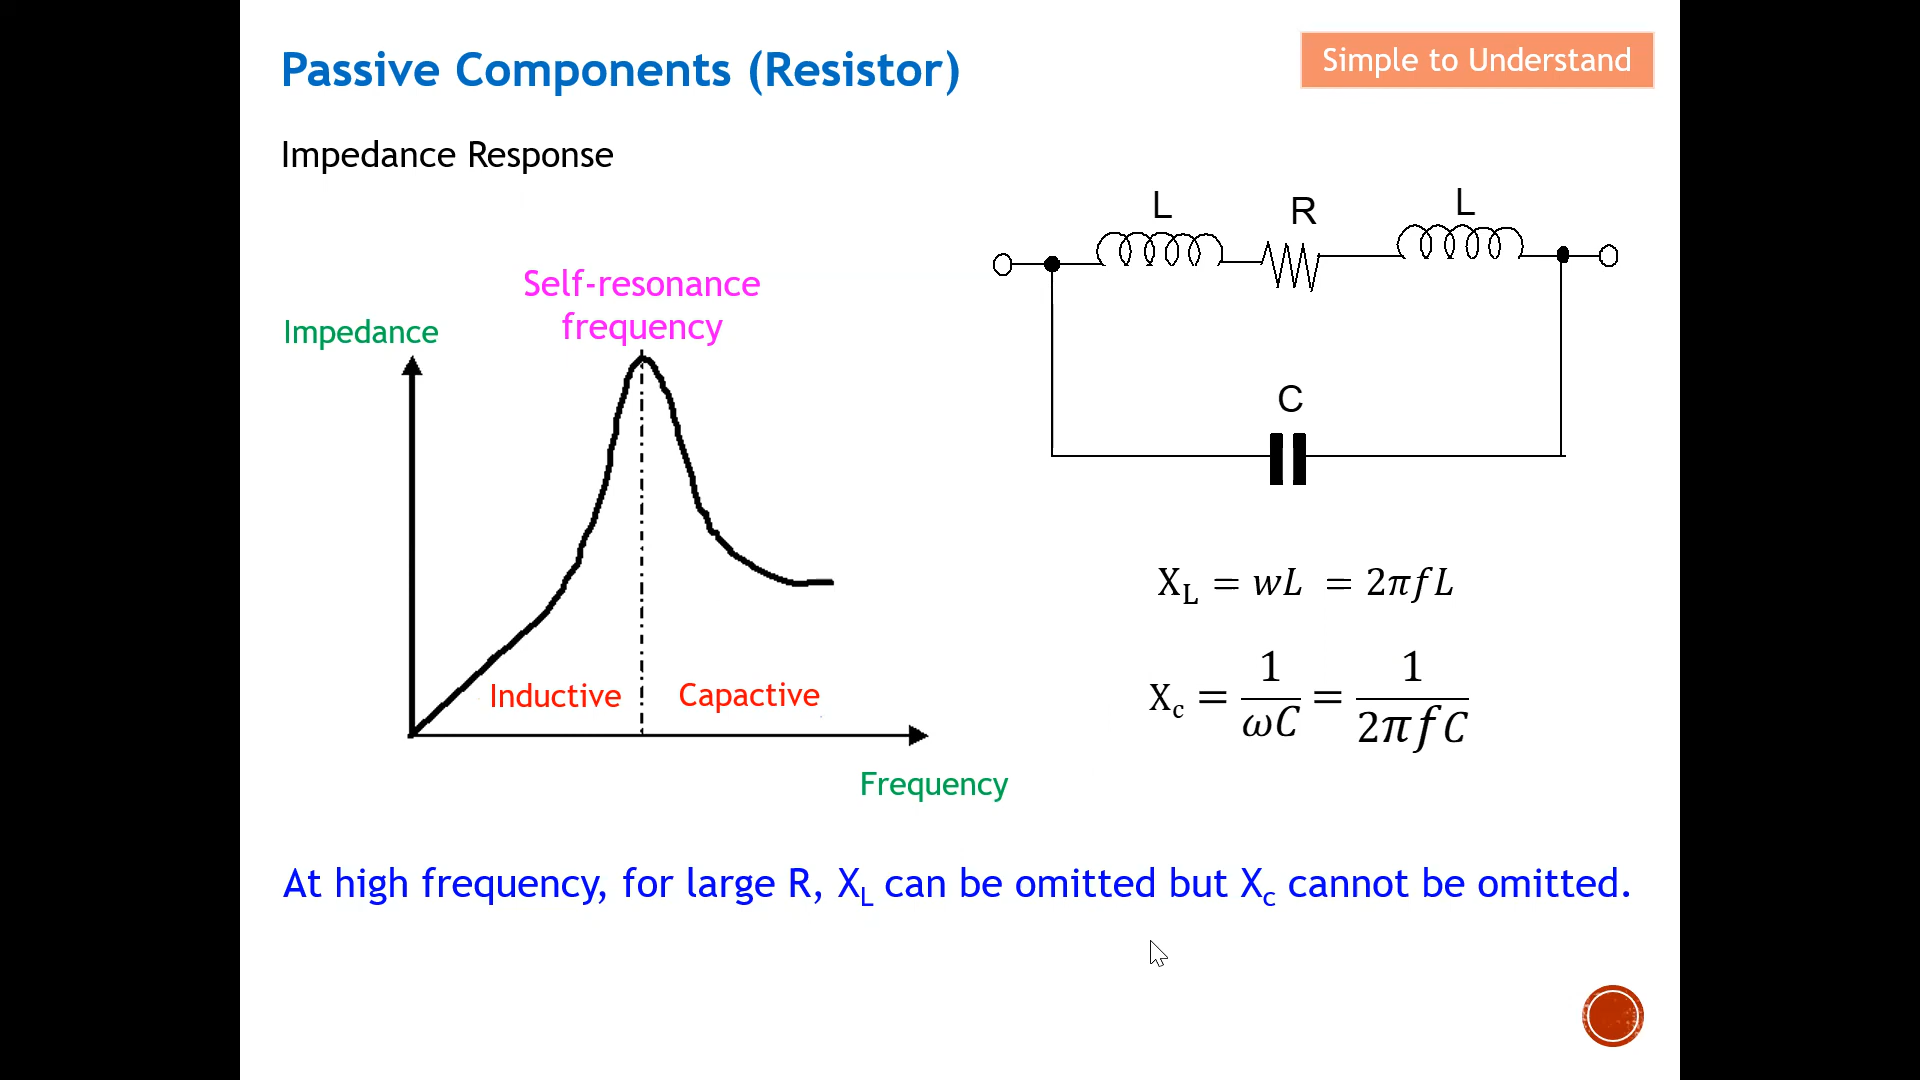 Passive Components (Resistor)
Simple to Understand
Impedance Response
L
R
L
Self-resonance
frequency
Impedance
C
X_L = wL = 2πfL
X_c = 1/ωC = 1/2πfC
Inductive
Capactive
Frequency
At high frequency, for large R, X_L can be omitted but X_c cannot be omitted.